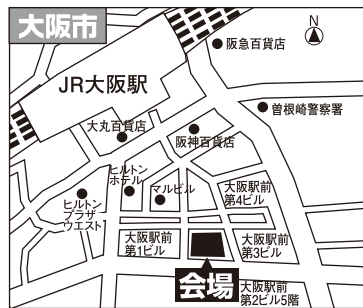 大阪市
N
阪急百貨店
JR大阪駅
曽根崎警察署
大丸百貨店
阪神百貨店
ヒルトン
ホテル
マルビル
大阪駅前
第4ビル
ヒルトン
プラザ
ウエスト
大阪駅前
第1ビル
大阪駅前
第3ビル
会場
大阪駅前
第2ビル5階